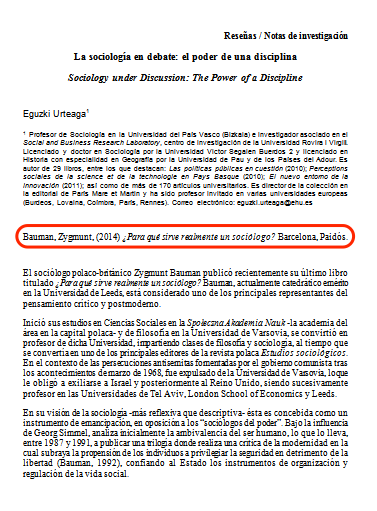 Reseñas / Notas de investigación
La sociología en debate: el poder de una disciplina
Sociology under Discussion: The Power of a Discipline
Eguzki Urteaga¹
¹ Profesor de Sociología en la Universidad del País Vasco (Bizkaia) e investigador asociado en el
Social and Business Research Laboratory, centro de investigación de la Universidad Rovira i Virgili.
Licenciado y doctor en Sociología por la Universidad Víctor Segalen Buerdos 2 y licenciado en
Historia con especialidad en Geografía por la Universidad de Pau y de los Países del Adour. Es
autor de 29 libros, entre los que destacan: Las políticas públicas en cuestión (2010); Perceptions
sociales de la science et de la technologie en Pays Basque (2010); El nuevo entorno de la
innovación (2011); así como de más de 170 artículos universitarios. Es director de la colección en
la editorial de París Mare et Martin y ha sido profesor invitado en varias universidades europeas
(Burdeos, Lovaina, Coimbra, París, Rennes). Correo electrónico: eguzki.urteaga@ehu.es
Bauman, Zygmunt, (2014) ¿Para qué sirve realmente un sociólogo? Barcelona, Paidós.
El sociólogo polaco-británico Zygmunt Bauman publicó recientemente su último libro
titulado ¿Para qué sirve realmente un sociólogo? Bauman, actualmente catedrático emérito
en la Universidad de Leeds, está considerado uno de los principales representantes del
pensamiento crítico y postmoderno.
Inició sus estudios en Ciencias Sociales en la Spoleczna Akademia Nauk -la academia del
área en la capital polaca- y de filosofía en la Universidad de Varsovia, se convirtió en
profesor de dicha Universidad, impartiendo clases de filosofía y sociología, al tiempo que
se convertía en uno de los principales editores de la revista polaca Estudios sociológicos.
En el contexto de las persecuciones antisemitas fomentadas por el gobierno comunista tras
los acontecimientos de marzo de 1968, fue expulsado de la Universidad de Varsovia, lo que
le obligó a exiliarse a Israel y posteriormente al Reino Unido, siendo sucesivamente
profesor en las Universidades de Tel Aviv, London School of Economics y Leeds.
En su visión de la sociología -más reflexiva que descriptiva- ésta es concebida como un
instrumento de emancipación, en oposición a los "sociólogos del poder". Bajo la influencia
de Georg Simmel, analiza inicialmente la ambivalencia del ser humano, lo que lo lleva,
entre 1987 y 1991, a publicar una trilogía donde realiza una crítica de la modernidad en la
cual subraya la propensión de los individuos a privilegiar la seguridad en detrimento de la
libertad (Bauman, 1992), confiando al Estado los instrumentos de organización y
regulación de la vida social.